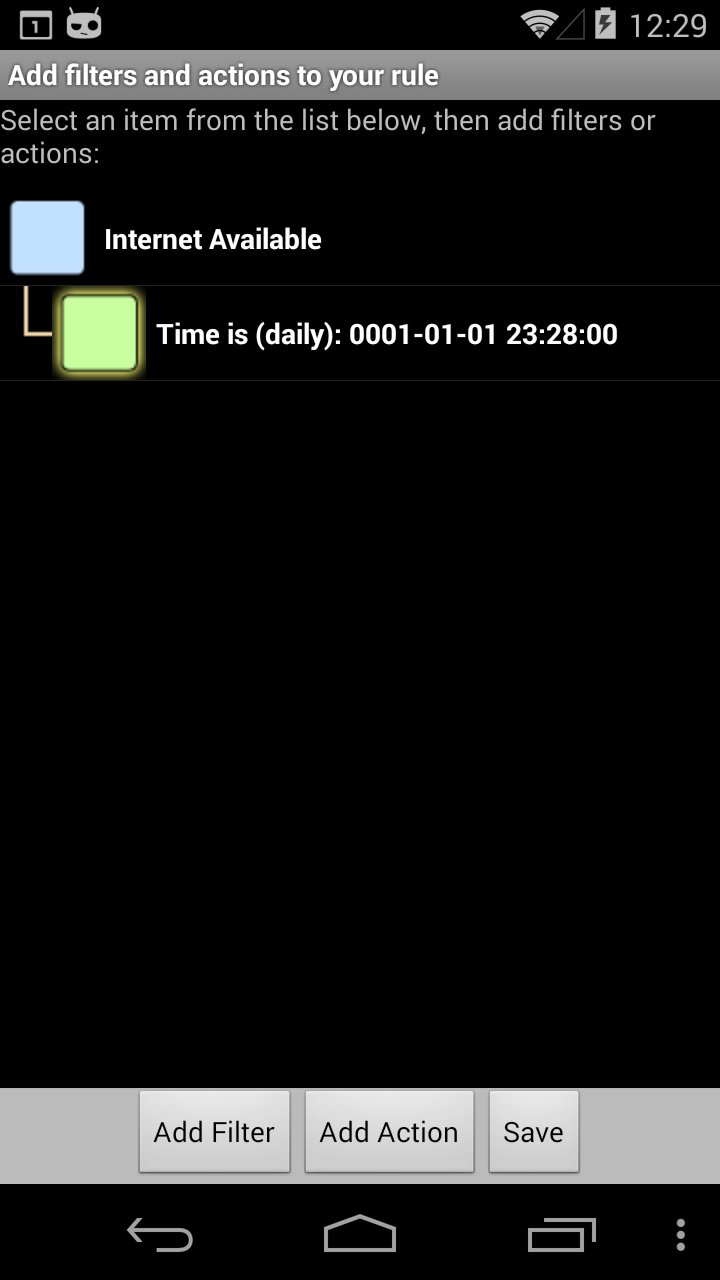 1
12:29
Add filters and actions to your rule
Select an item from the list below, then add filters or
actions:
Internet Available
Time is (daily): 0001-01-01 23:28:00
Add Filter
Add Action
Save